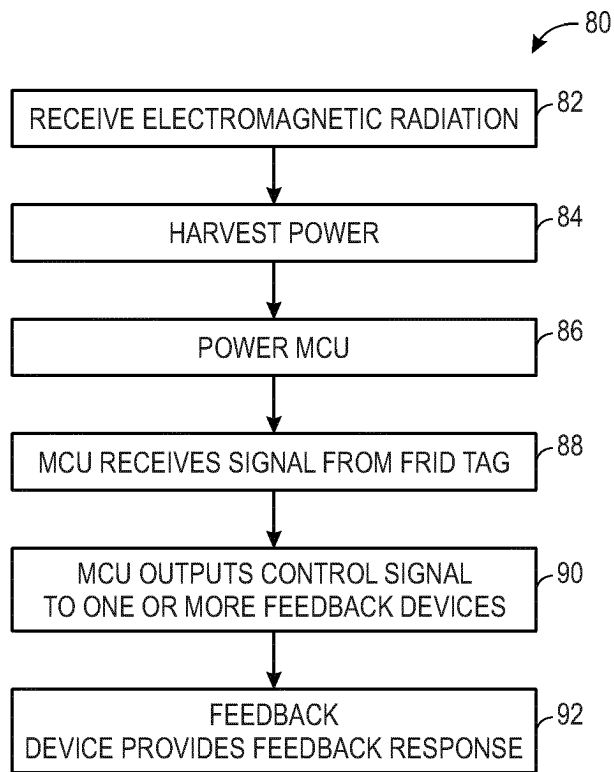 80
RECEIVE ELECTROMAGNETIC RADIATION
82
HARVEST POWER
84
POWER MCU
86
MCU RECEIVES SIGNAL FROM FRID TAG
88
MCU OUTPUTS CONTROL SIGNAL
TO ONE OR MORE FEEDBACK DEVICES
90
FEEDBACK
DEVICE PROVIDES FEEDBACK RESPONSE
92